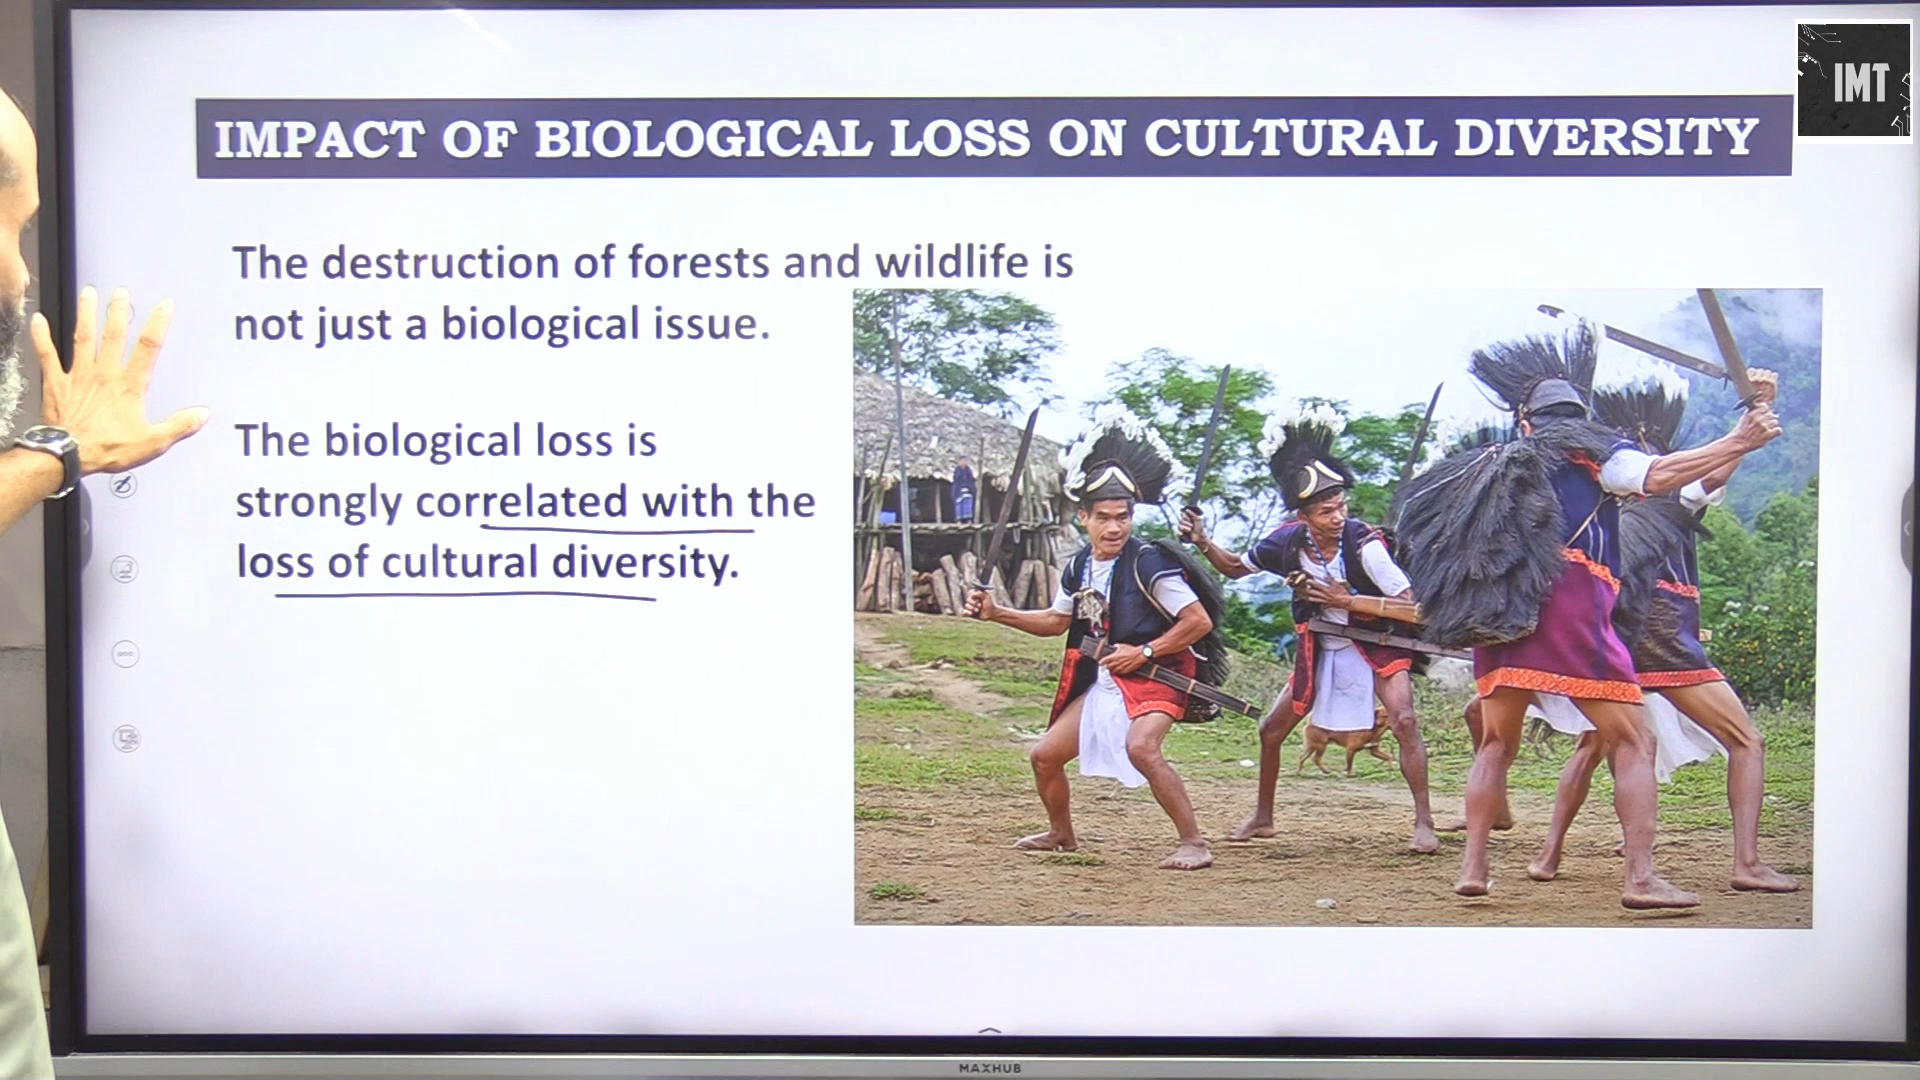 IMT
IMPACT OF BIOLOGICAL LOSS ON CULTURAL DIVERSITY
The destruction of forests and wildlife is
not just a biological issue.
The biological loss is
strongly correlated with the
loss of cultural diversity.
MAXHUB